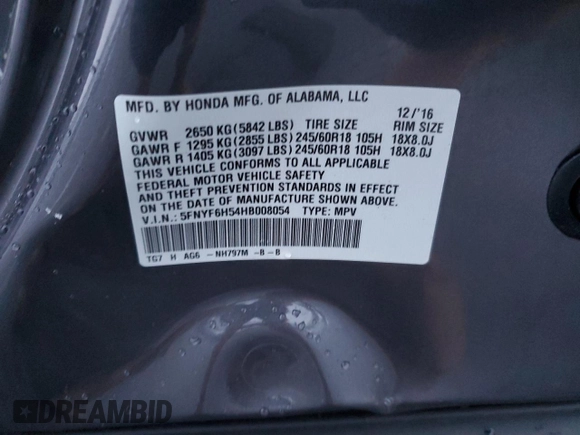 MFD. BY HONDA MFG. OF ALABAMA, LLC 12/'16
GVWR 2650 KG(5842 LBS) TIRE SIZE RIM SIZE
GAWR F 1295 KG(2855 LBS)245/60R18 105H 18X8.0J
GAWR R 1405 KG(3097 LBS)245/60R18 105H 18X8.0J
THIS VEHICLE CONFORMS TO ALL APPLICABLE
FEDERAL MOTOR VEHICLE SAFETY
AND THEFT PREVENTION STANDARDS IN EFFECT
ON THE DATE OF MANUFACTURE SHOWN ABOVE.
V.I.N.: 5FNYF6H54HB008054 TYPE: MPV
TG7 H AG6 -NH797M -B-B
DREAMBID